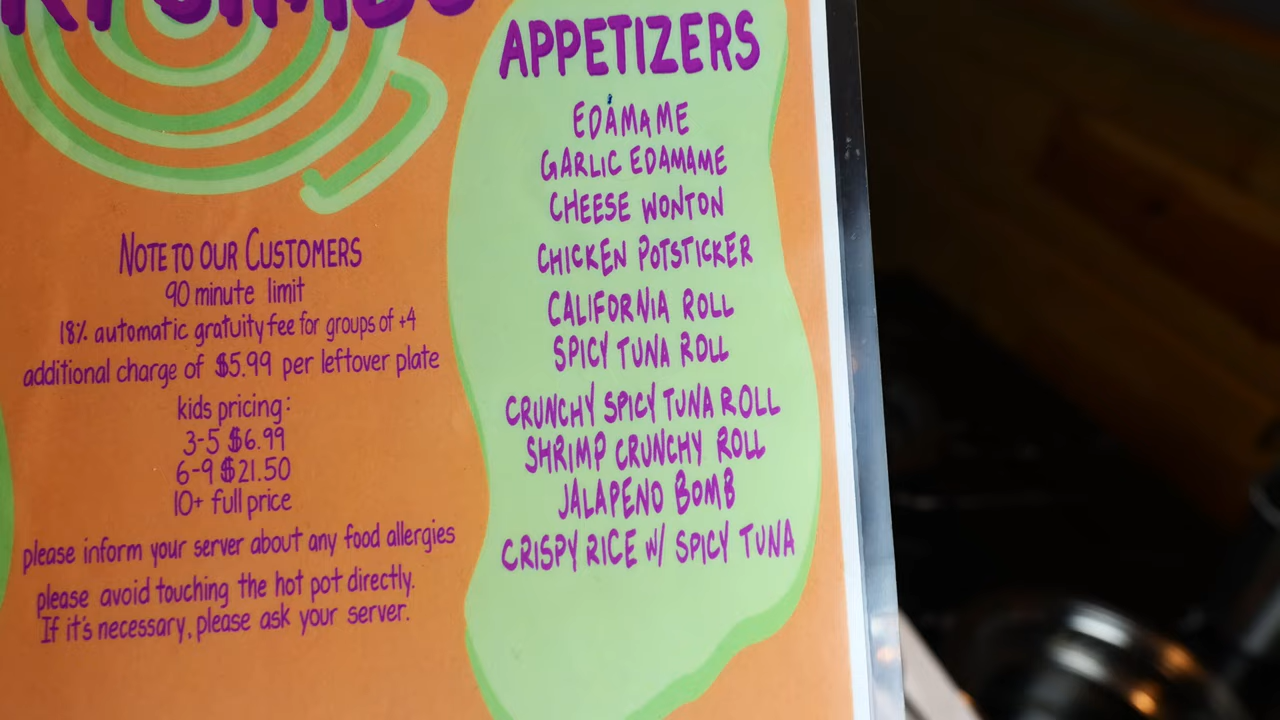 NOTE TO OUR CUSTOMERS
90 minute limit
18% automatic gratuity fee for groups of +4
additional charge of $5.99 per leftover plate
kids pricing:
3-5 $6.99
6-9 $21.50
10+ full price
please inform your server about any food allergies
please avoid touching the hot pot directly.
If it's necessary, please ask your server.
APPETIZERS
EDAMAME
GARLIC EDAMAME
CHEESE WONTON
CHICKEN POTSTICKER
CALIFORNIA ROLL
SPICY TUNA ROLL
CRUNCHY SPICY TUNA ROLL
SHRIMP CRUNCHY ROLL
JALAPENO BOMB
CRISPY RICE W/ SPICY TUNA